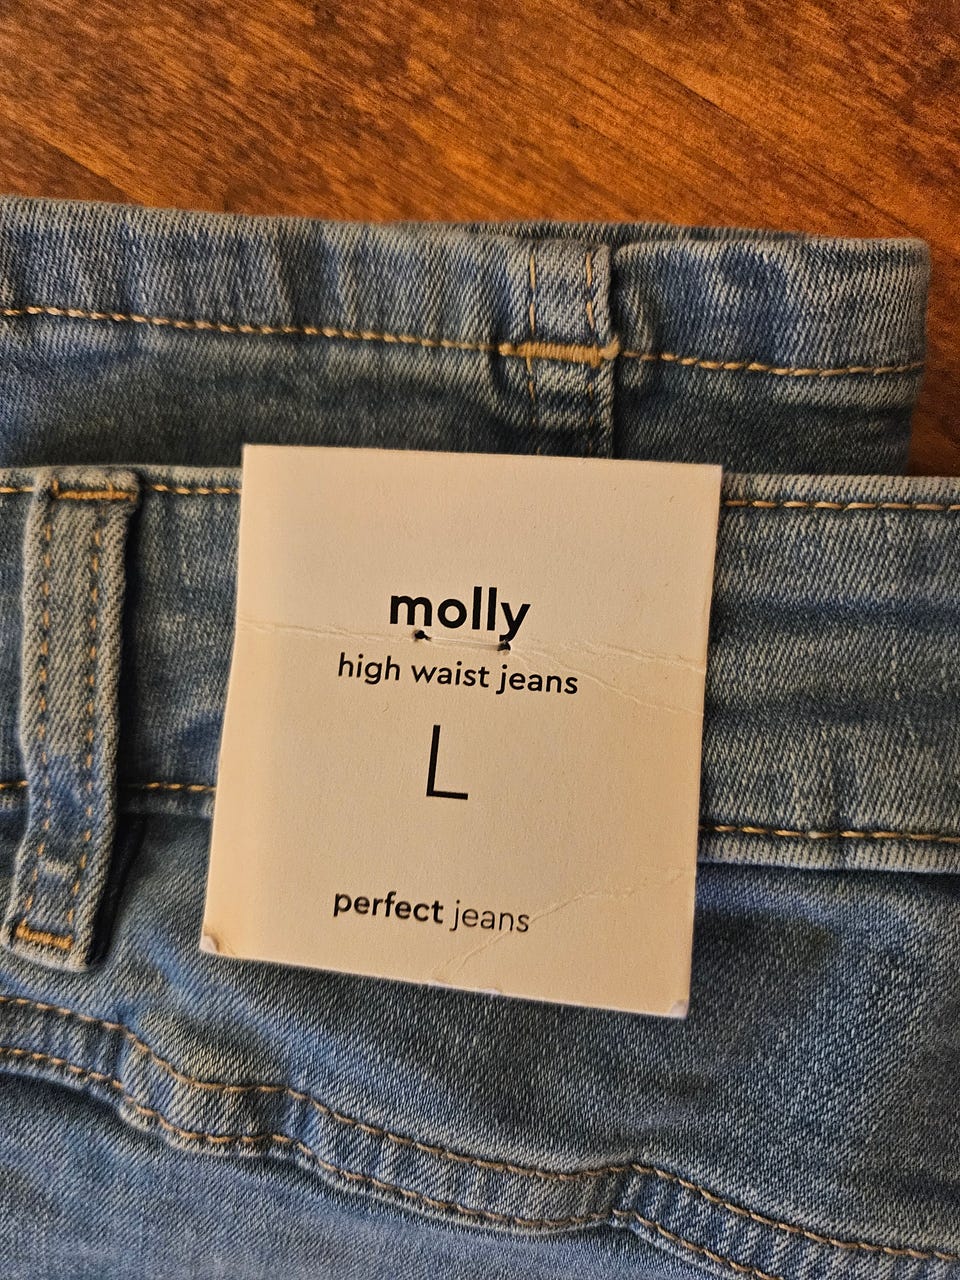 molly
high waist jeans
L
perfect jeans